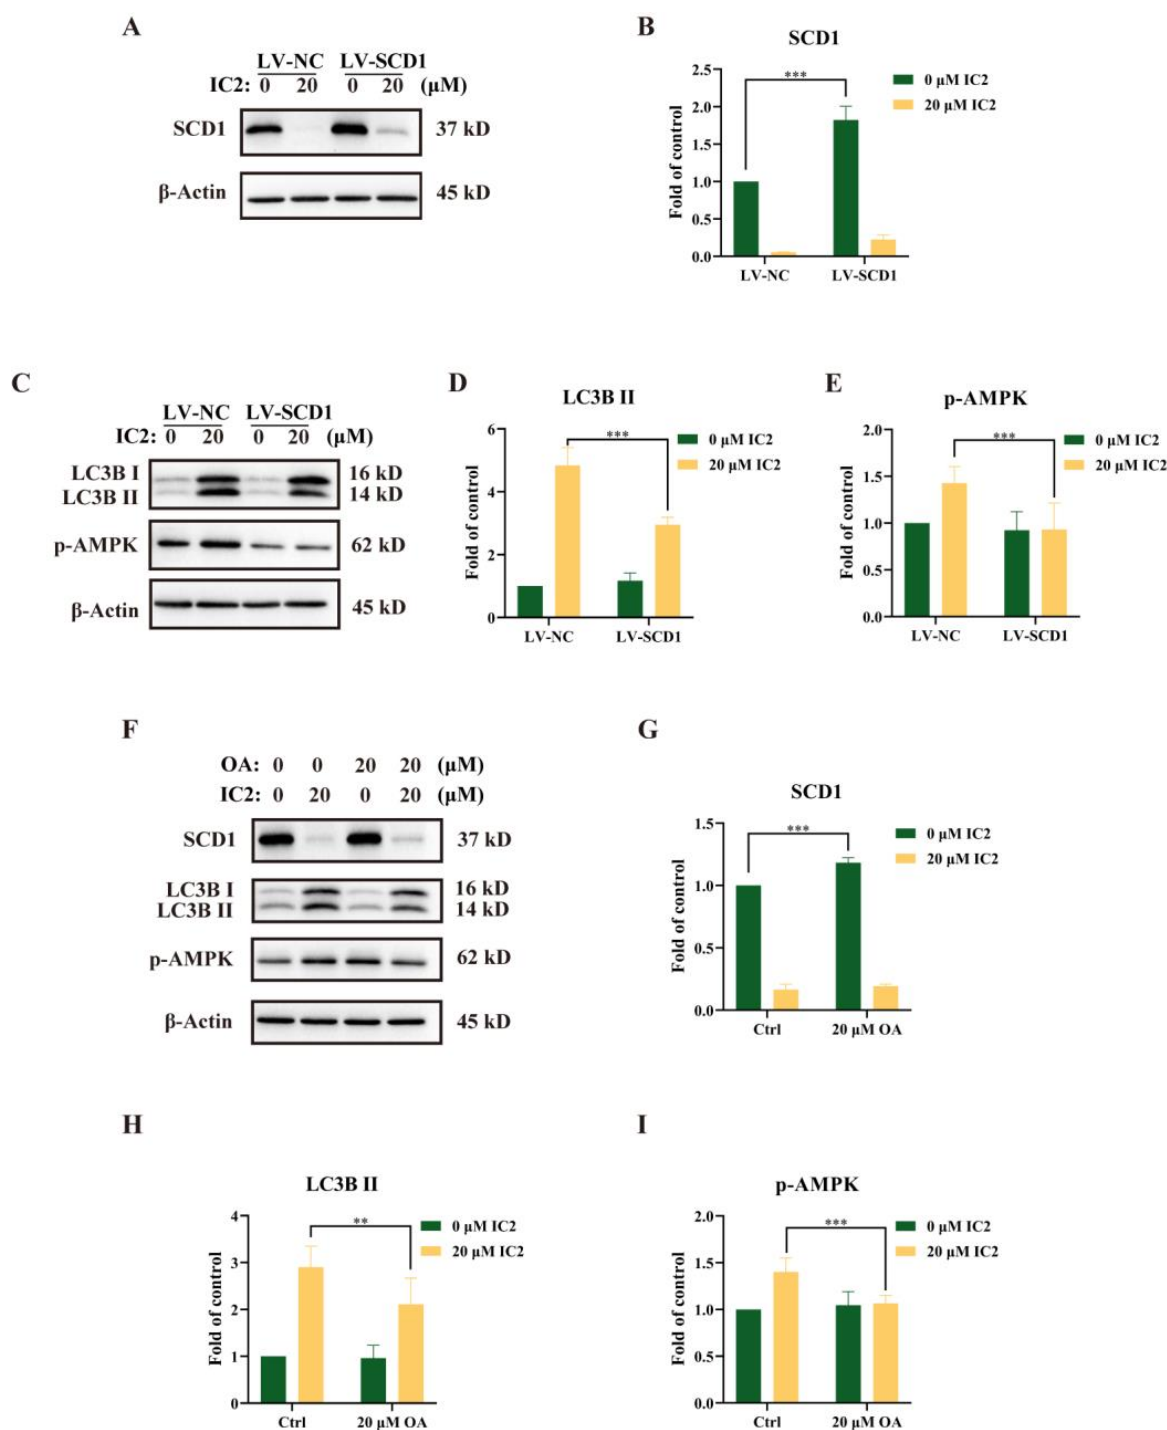 A
LV-NC LV-SCD1
IC2: 0 20 0 20 (μM)
SCD1 37 kD
β-Actin 45 kD
B
SCD1
Fold of control
2.5
2.0
1.5
1.0
0.5
0.0
***
0 μM IC2
20 μM IC2
LV-NC LV-SCD1
C
LV-NC LV-SCD1
IC2: 0 20 0 20 (μM)
LC3B I 16 kD
LC3B II 14 kD
p-AMPK 62 kD
β-Actin 45 kD
D
LC3B II
Fold of control
6
4
2
0
***
0 μM IC2
20 μM IC2
LV-NC LV-SCD1
E
p-AMPK
Fold of control
2.0
1.5
1.0
0.5
0.0
***
0 μM IC2
20 μM IC2
LV-NC LV-SCD1
F
OA: 0 0 20 20 (μM)
IC2: 0 20 0 20 (μM)
SCD1 37 kD
LC3B I 16 kD
LC3B II 14 kD
p-AMPK 62 kD
β-Actin 45 kD
G
SCD1
Fold of control
1.5
1.0
0.5
0.0
***
0 μM IC2
20 μM IC2
Ctrl 20 μM OA
H
LC3B II
Fold of control
4
3
2
1
0
**
0 μM IC2
20 μM IC2
Ctrl 20 μM OA
I
p-AMPK
Fold of control
2.0
1.5
1.0
0.5
0.0
***
0 μM IC2
20 μM IC2
Ctrl 20 μM OA